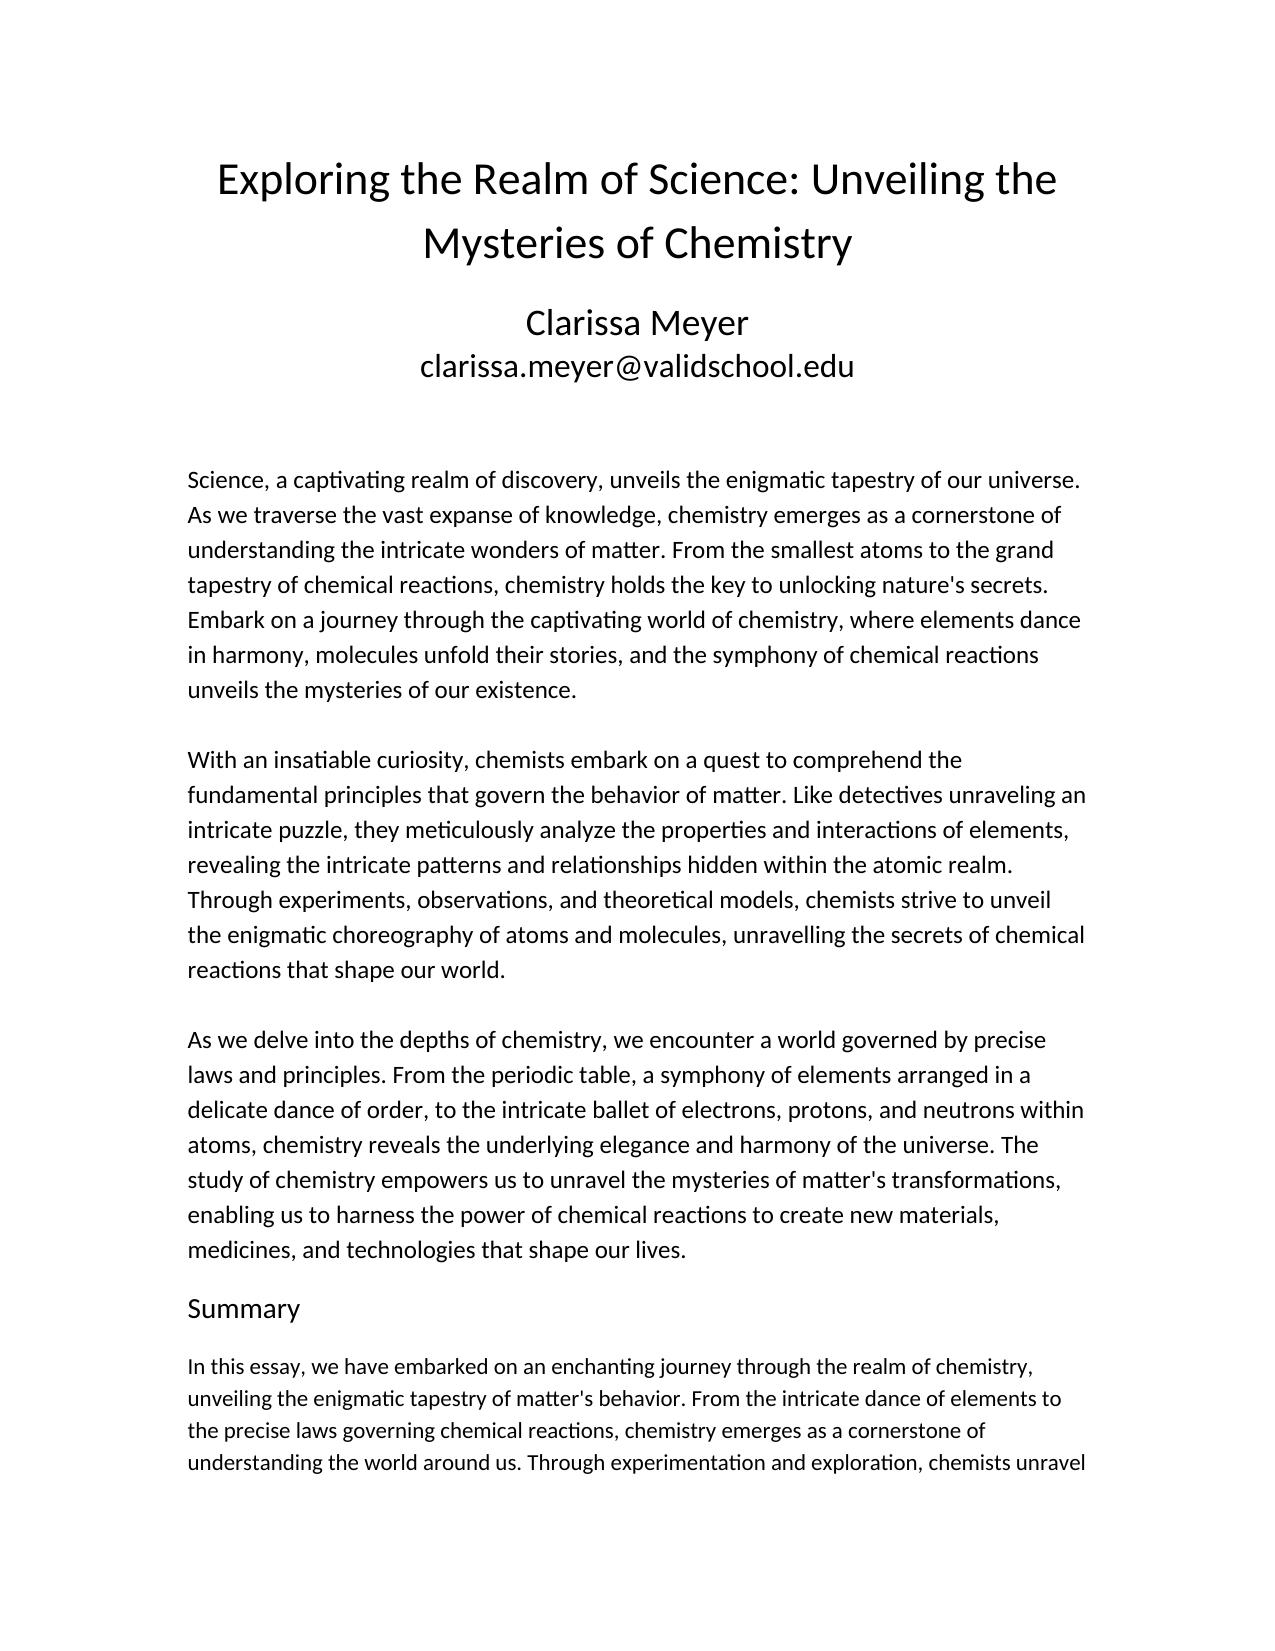 Exploring the Realm of Science: Unveiling the
Mysteries of Chemistry
Clarissa Meyer
clarissa.meyer@validschool.edu
Science, a captivating realm of discovery, unveils the enigmatic tapestry of our universe.
As we traverse the vast expanse of knowledge, chemistry emerges as a cornerstone of
understanding the intricate wonders of matter. From the smallest atoms to the grand
tapestry of chemical reactions, chemistry holds the key to unlocking nature's secrets.
Embark on a journey through the captivating world of chemistry, where elements dance
in harmony, molecules unfold their stories, and the symphony of chemical reactions
unveils the mysteries of our existence.
With an insatiable curiosity, chemists embark on a quest to comprehend the
fundamental principles that govern the behavior of matter. Like detectives unraveling an
intricate puzzle, they meticulously analyze the properties and interactions of elements,
revealing the intricate patterns and relationships hidden within the atomic realm.
Through experiments, observations, and theoretical models, chemists strive to unveil
the enigmatic choreography of atoms and molecules, unravelling the secrets of chemical
reactions that shape our world.
As we delve into the depths of chemistry, we encounter a world governed by precise
laws and principles. From the periodic table, a symphony of elements arranged in a
delicate dance of order, to the intricate ballet of electrons, protons, and neutrons within
atoms, chemistry reveals the underlying elegance and harmony of the universe. The
study of chemistry empowers us to unravel the mysteries of matter's transformations,
enabling us to harness the power of chemical reactions to create new materials,
medicines, and technologies that shape our lives.
Summary
In this essay, we have embarked on an enchanting journey through the realm of chemistry,
unveiling the enigmatic tapestry of matter's behavior. From the intricate dance of elements to
the precise laws governing chemical reactions, chemistry emerges as a cornerstone of
understanding the world around us. Through experimentation and exploration, chemists unravel